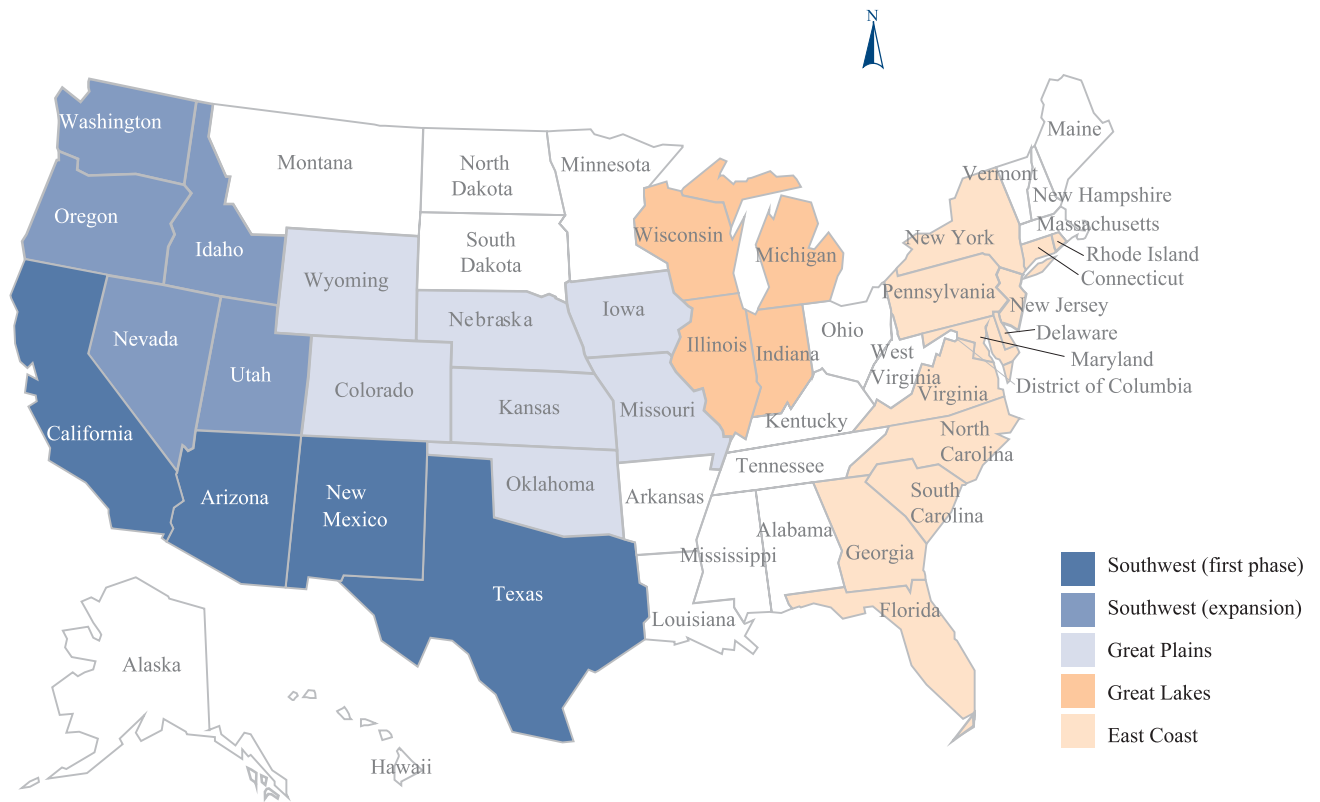 N
Washington
Montana
North
Dakota
Minnesota
Maine
Vermont
New Hampshire
Massachusetts
Oregon
Idaho
South
Dakota
Wisconsin
Michigan
New York
Rhode Island
Connecticut
Wyoming
Nebraska
Iowa
Pennsylvania
New Jersey
Nevada
Utah
Colorado
Kansas
Missouri
Illinois
Indiana
Ohio
West
Virginia
Delaware
Maryland
District of Columbia
Virginia
California
Kentucky
North
Carolina
Arizona
New
Mexico
Oklahoma
Arkansas
Tennessee
South
Carolina
Mississippi
Alabama
Georgia
Texas
Louisiana
Florida
Alaska
Hawaii
Southwest (first phase)
Southwest (expansion)
Great Plains
Great Lakes
East Coast